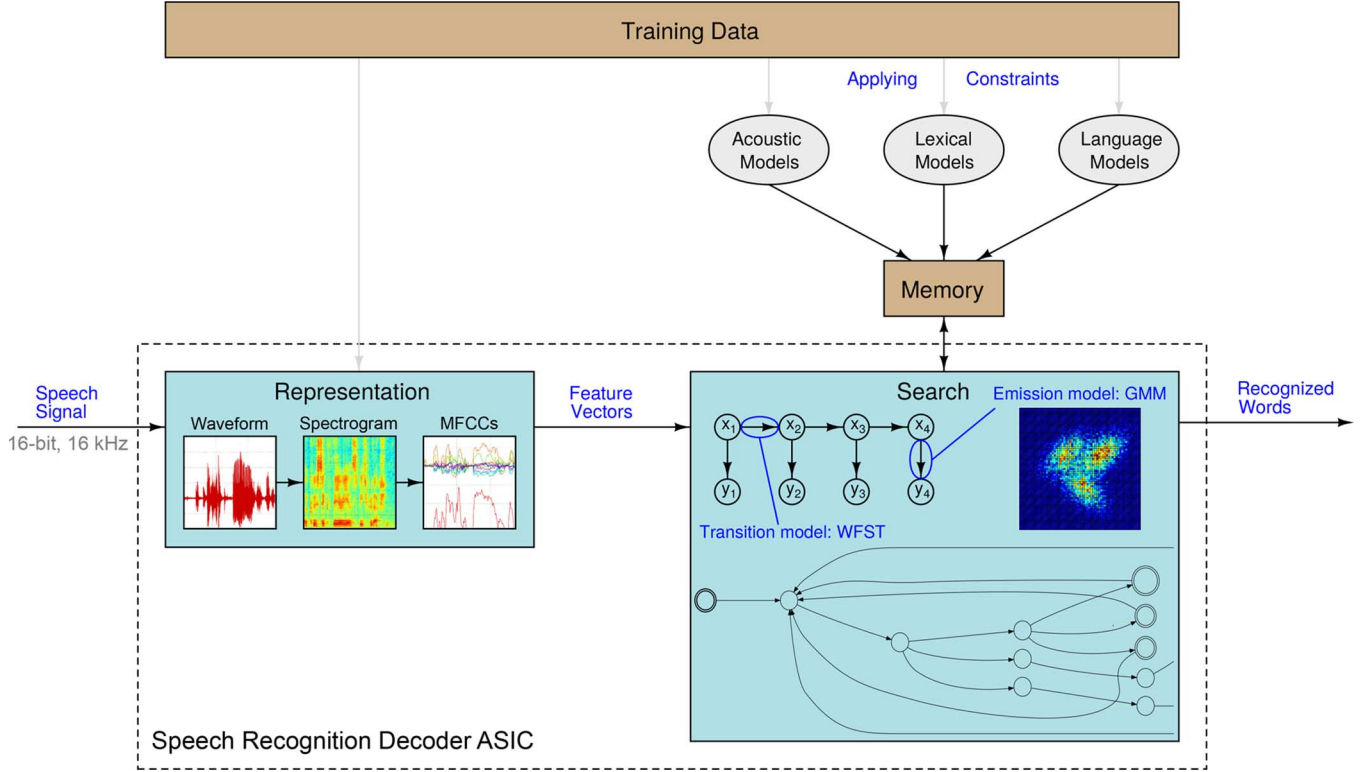 Training Data
Applying Constraints
Acoustic
Models
Lexical
Models
Language
Models
Memory
Speech
Signal
16-bit, 16 kHz
Representation
Waveform
Spectrogram
MFCCs
Feature
Vectors
Search
Emission model: GMM
x1 x2 x3 x4
y1 y2 y3 y4
Transition model: WFST
Recognized
Words
Speech Recognition Decoder ASIC